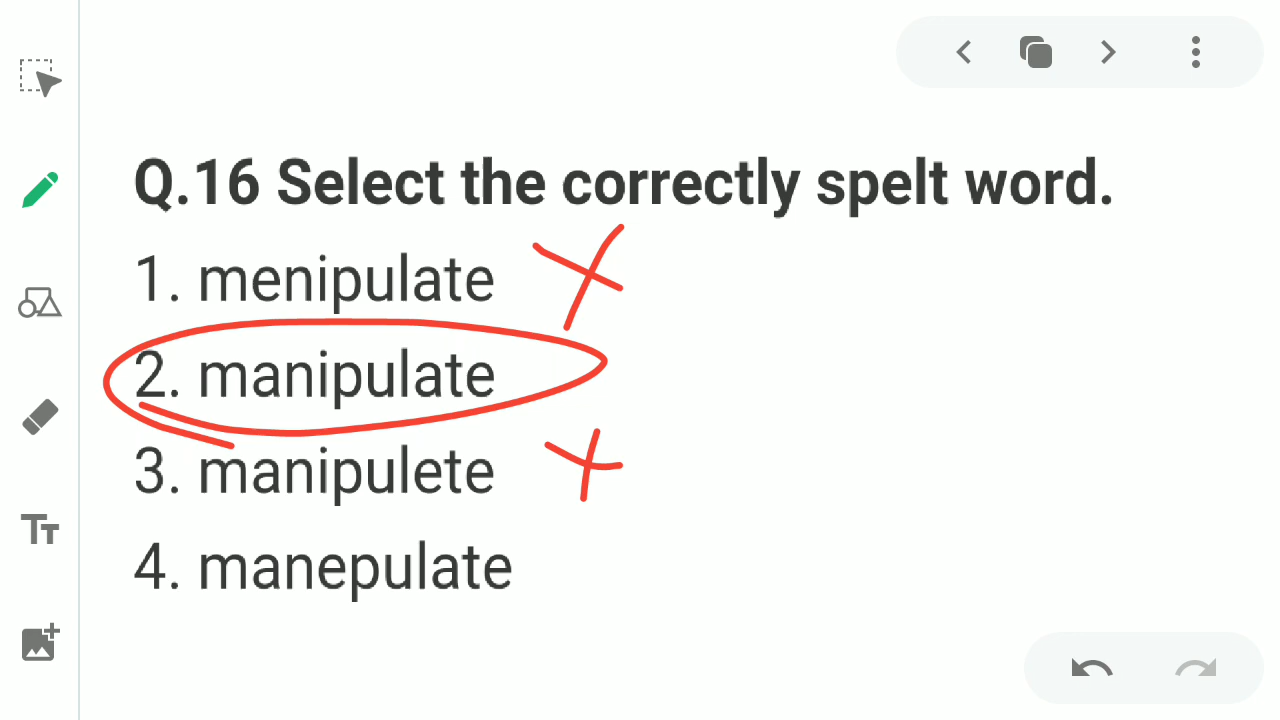 Q.16 Select the correctly spelt word.
1. menipulate
2. manipulate
3. manipulete
4. manepulate